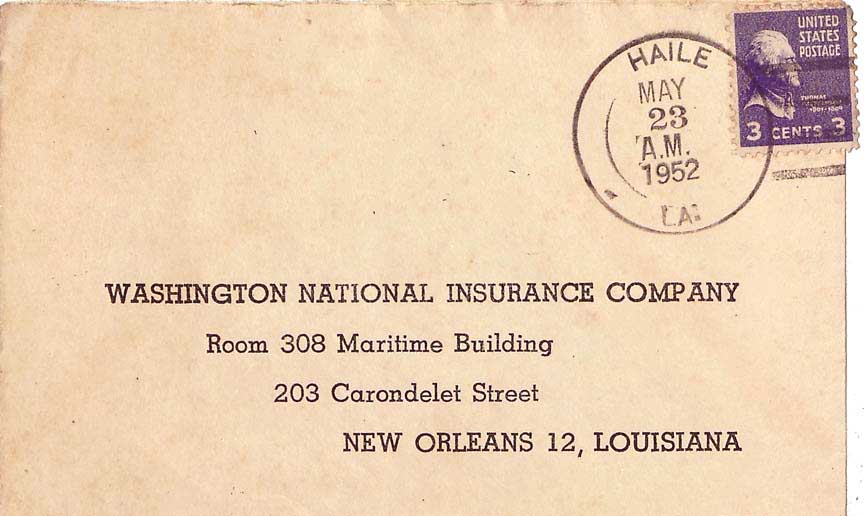 UNITED
STATES
POSTAGE
THOMAS
3 CENTS 3
HAILE
MAY
23
A.M.
1952
LA.
WASHINGTON NATIONAL INSURANCE COMPANY
Room 308 Maritime Building
203 Carondelet Street
NEW ORLEANS 12, LOUISIANA